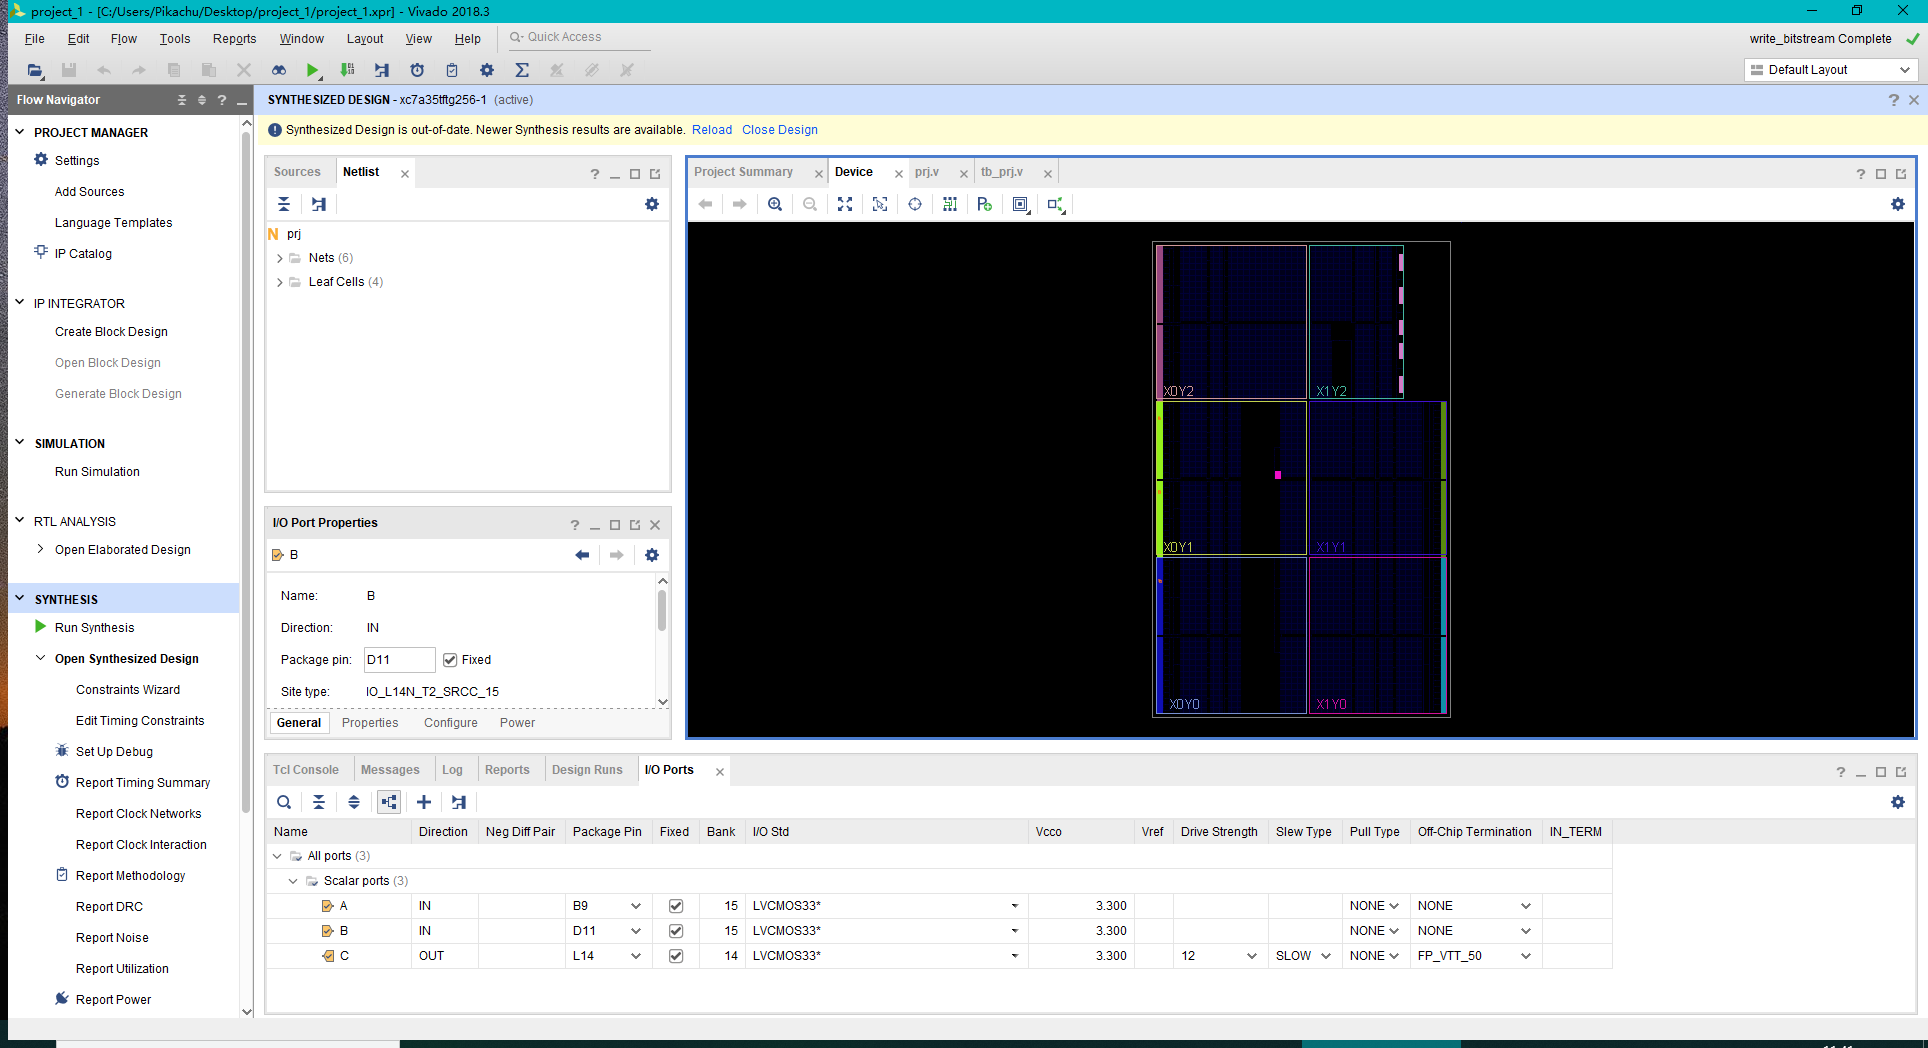 project_1 - [C:/Users/Pikachu/Desktop/project_1/project_1.xpr] - Vivado 2018.3
File Edit Flow Tools Reports Window Layout View Help Quick Access
write_bitstream Complete
Default Layout
Flow Navigator
SYNTHESIZED DESIGN - xc7a35tftg256-1 (active)
Synthesized Design is out-of-date. Newer Synthesis results are available. Reload Close Design
PROJECT MANAGER
Settings
Add Sources
Language Templates
IP Catalog
IP INTEGRATOR
Create Block Design
Open Block Design
Generate Block Design
SIMULATION
Run Simulation
RTL ANALYSIS
Open Elaborated Design
SYNTHESIS
Run Synthesis
Open Synthesized Design
Constraints Wizard
Edit Timing Constraints
Set Up Debug
Report Timing Summary
Report Clock Networks
Report Clock Interaction
Report Methodology
Report DRC
Report Noise
Report Utilization
Report Power
Sources Netlist
prj
Nets (6)
Leaf Cells (4)
I/O Port Properties
B
Name: B
Direction: IN
Package pin: D11 Fixed
Site type: IO_L14N_T2_SRCC_15
General Properties Configure Power
Project Summary Device prj.v tb_prj.v
X0Y2 X1Y2
X0Y1 X1Y1
X0Y0 X1Y0
Tcl Console Messages Log Reports Design Runs I/O Ports
Name Direction Neg Diff Pair Package Pin Fixed Bank I/O Std Vcco Vref Drive Strength Slew Type Pull Type Off-Chip Termination IN_TERM
All ports (3)
Scalar ports (3)
A IN B9 15 LVCMOS33* 3.300 NONE NONE
B IN D11 15 LVCMOS33* 3.300 NONE NONE
C OUT L14 14 LVCMOS33* 3.300 12 SLOW NONE FP_VTT_50